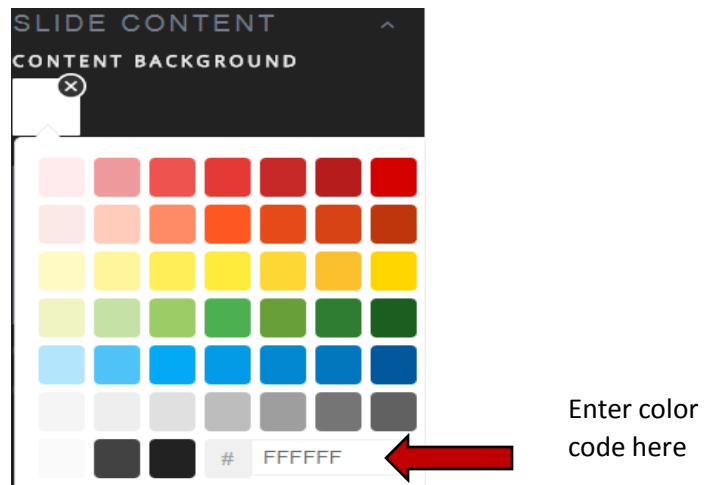 SLIDE CONTENT
CONTENT BACKGROUND
# FFFFFF
Enter color
code here